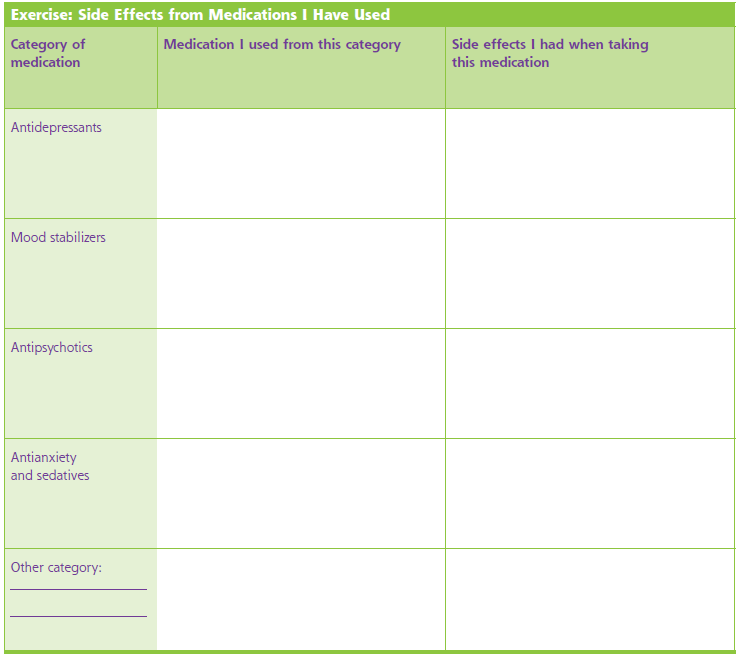 Exercise: Side Effects from Medications I Have Used
Category of
medication
Medication I used from this category
Side effects I had when taking
this medication
Antidepressants
Mood stabilizers
Antipsychotics
Antianxiety
and sedatives
Other category: